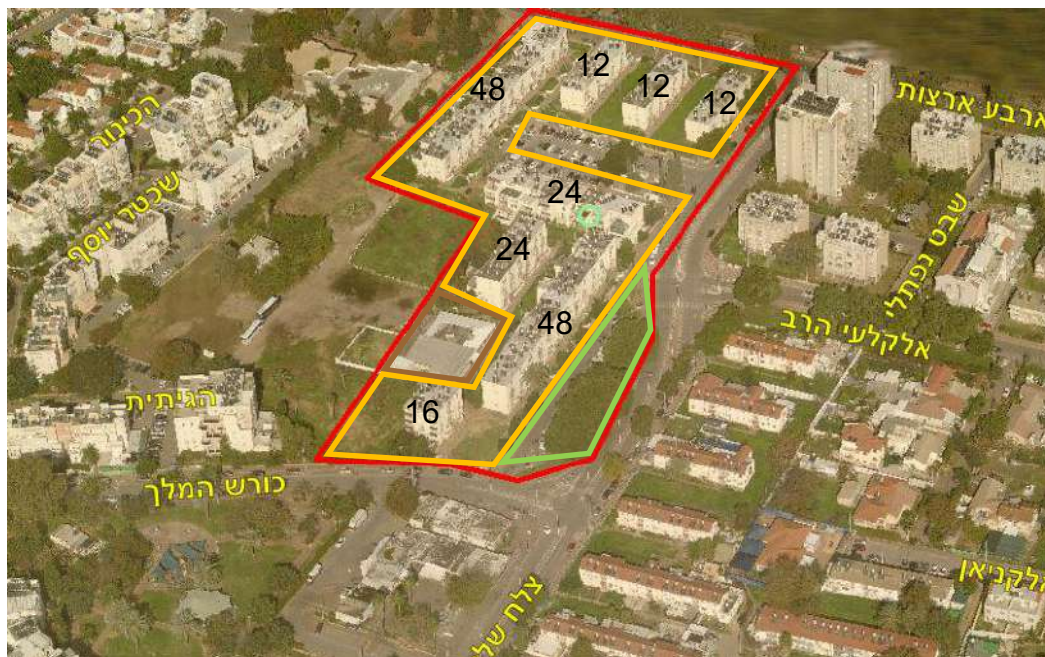 48
12
12
12
ארבע ארצות
הכינור
שכטר יוסף
24
שבט נפתלי
24
48
אלקלעי הרב
16
הגיתית
כורש המלך
אלקניאן
צלח של